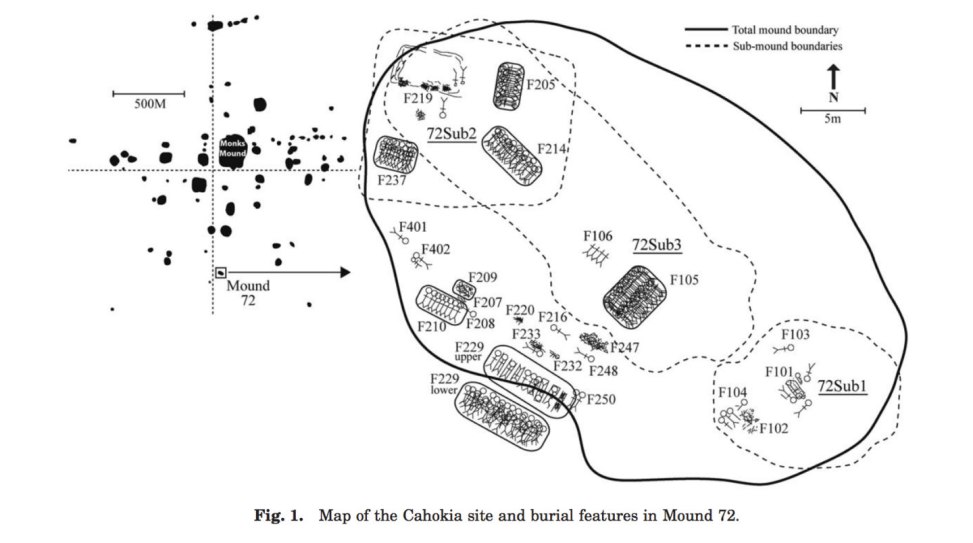 500M
Monks
Mound
Mound
72
Total mound boundary
Sub-mound boundaries
N
5m
F219
F205
72Sub2
F214
F237
F401
F402
F106
72Sub3
F105
F209
F207
F208
F210
F220
F216
F233
F247
F232
F248
F229
upper
F229
lower
F250
F103
F101
72Sub1
F104
F102
Fig. 1. Map of the Cahokia site and burial features in Mound 72.